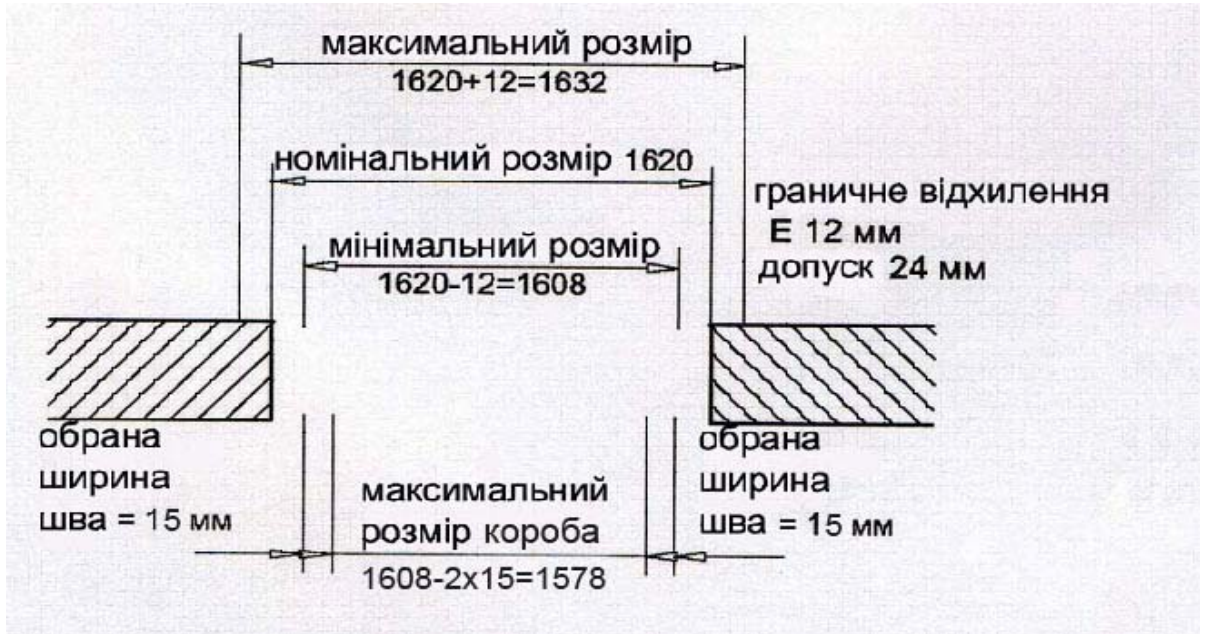 максимальний розмір
1620+12=1632
номінальний розмір 1620
граничне відхилення
Е 12 мм
допуск 24 мм
мінімальний розмір
1620-12=1608
обрана
ширина
шва = 15 мм
максимальний
розмір короба
1608-2х15=1578
обрана
ширина
шва = 15 мм